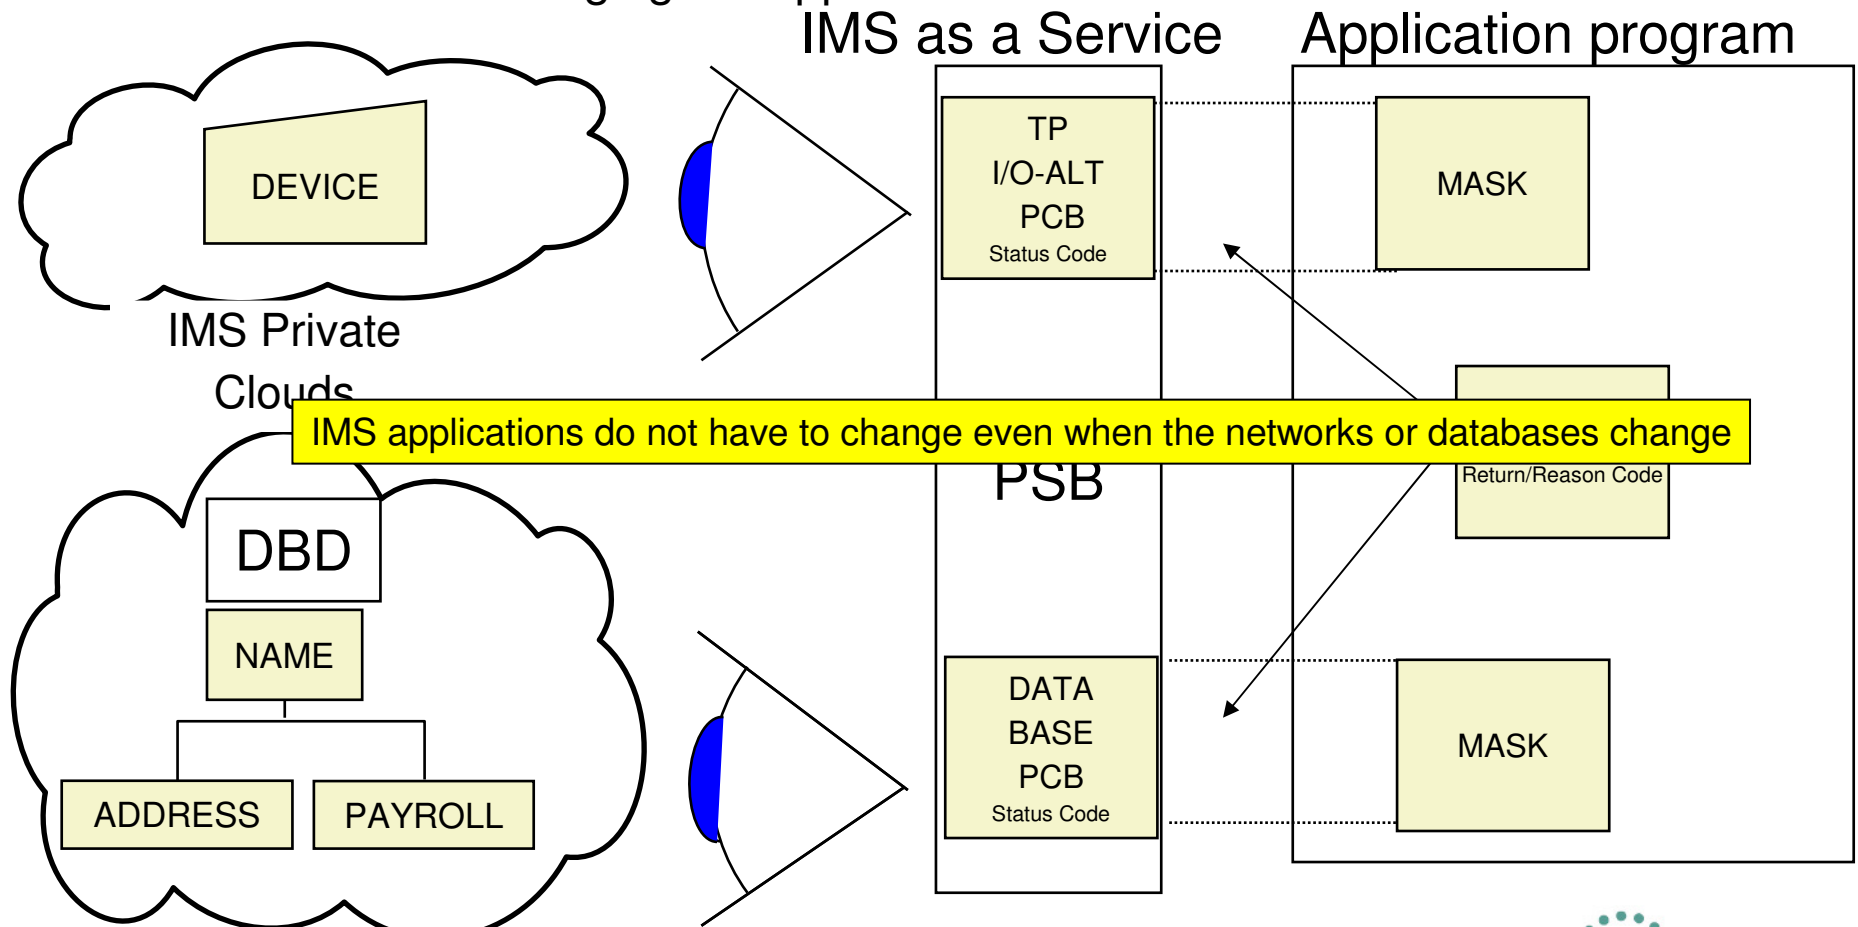 IMS as a Service
Application program
DEVICE
TP
I/O-ALT
PCB
Status Code
MASK
IMS Private
Clouds
IMS applications do not have to change even when the networks or databases change
PSB
Return/Reason Code
DBD
NAME
ADDRESS
PAYROLL
DATA
BASE
PCB
Status Code
MASK